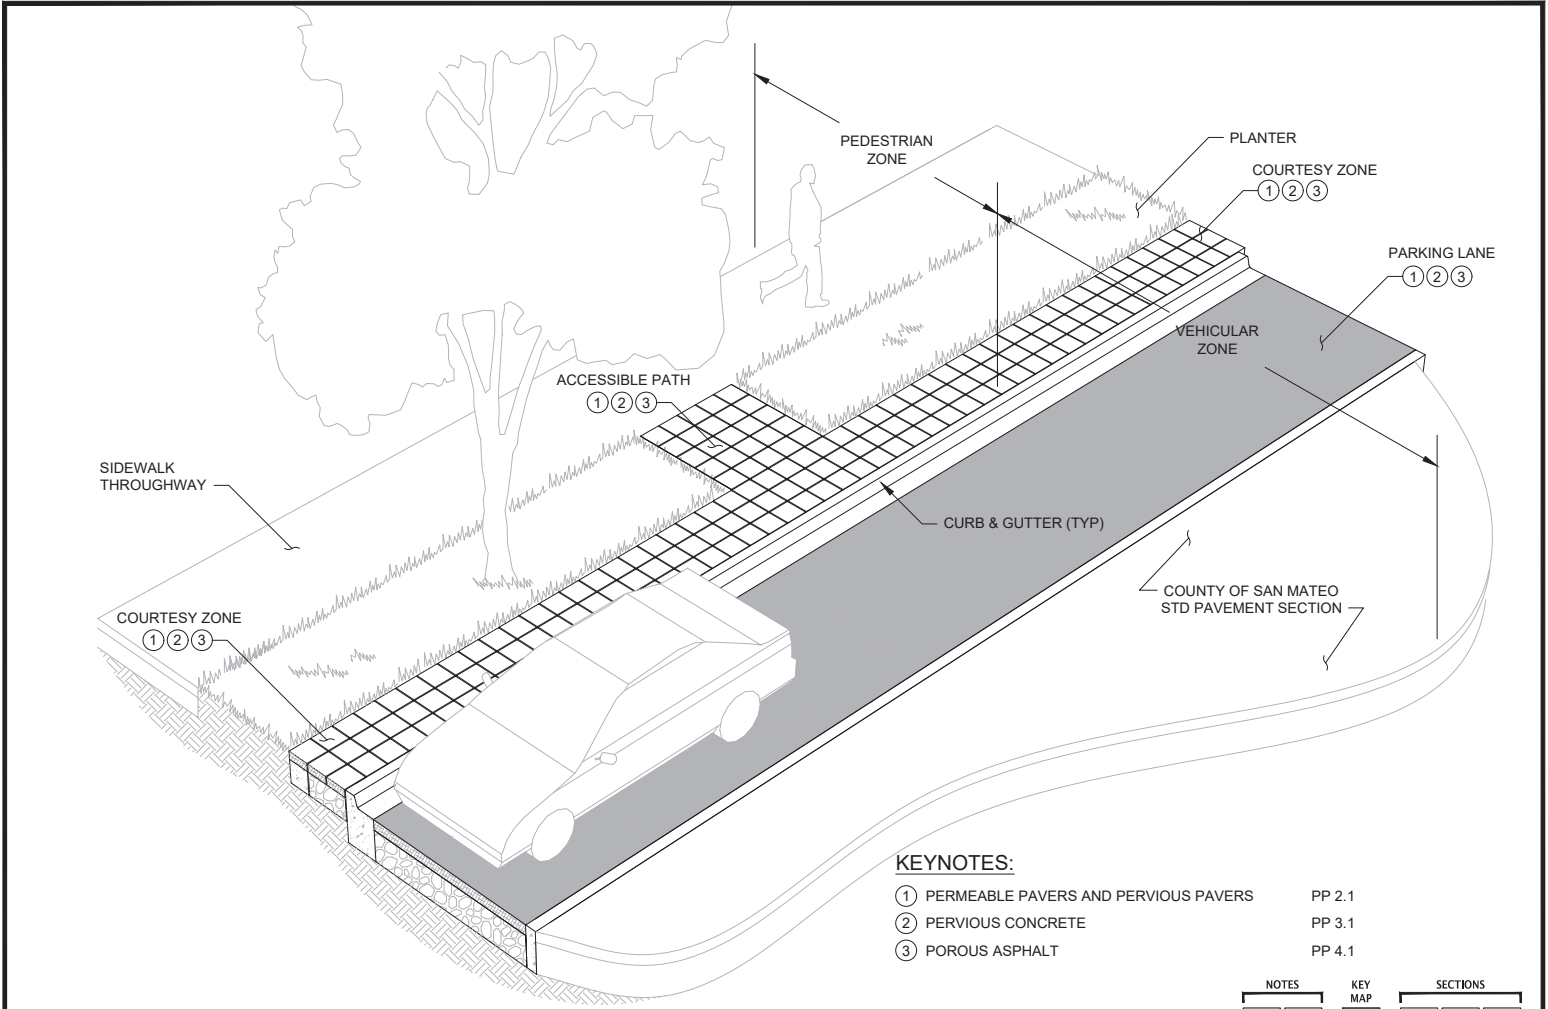 PEDESTRIAN
ZONE
PLANTER
COURTESY ZONE
1 2 3
PARKING LANE
1 2 3
VEHICULAR
ZONE
ACCESSIBLE PATH
1 2 3
SIDEWALK
THROUGHWAY
CURB & GUTTER (TYP)
COUNTY OF SAN MATEO
STD PAVEMENT SECTION
COURTESY ZONE
1 2 3
KEYNOTES:
1 PERMEABLE PAVERS AND PERVIOUS PAVERS PP 2.1
2 PERVIOUS CONCRETE PP 3.1
3 POROUS ASPHALT PP 4.1
NOTES
KEY
MAP
SECTIONS